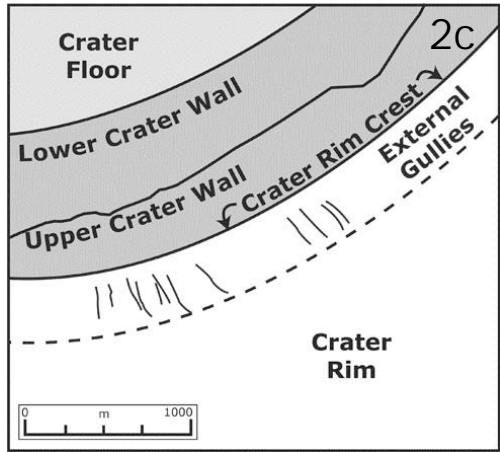 2c
Crater
Floor
Lower Crater Wall
Upper Crater Wall
Crater Rim Crest
External
Gullies
Crater
Rim
0 m 1000